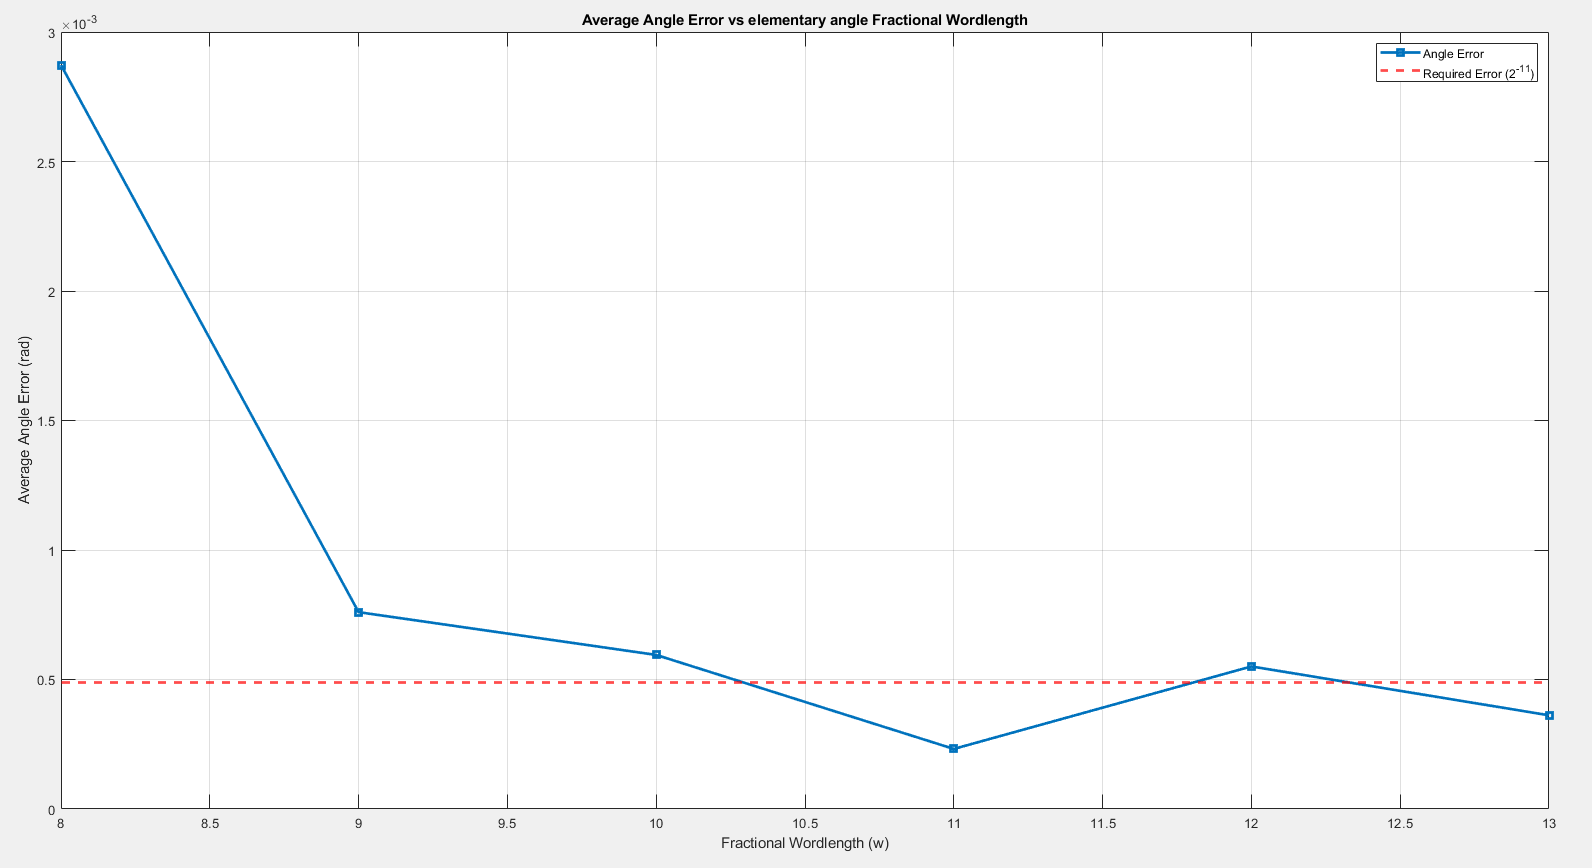 Average Angle Error vs elementary angle Fractional Wordlength
×10⁻³
3
2.5
2
1.5
1
0.5
0
Average Angle Error (rad)
Angle Error
Required Error (2⁻¹¹)
8 8.5 9 9.5 10 10.5 11 11.5 12 12.5 13
Fractional Wordlength (w)